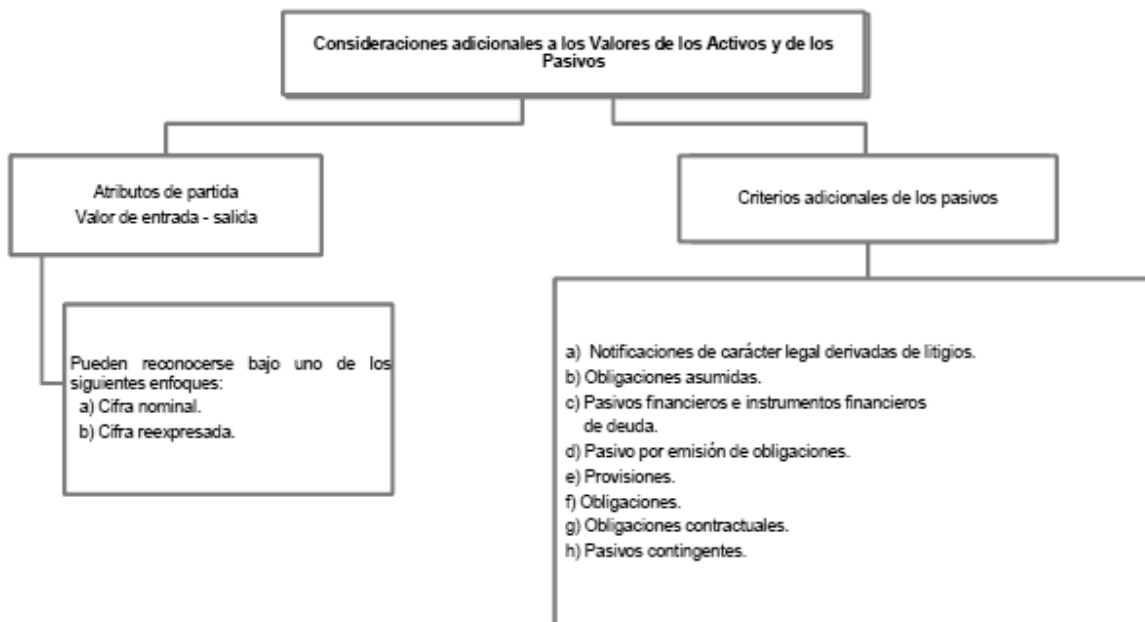 Consideraciones adicionales a los Valores de los Activos y de los
Pasivos
Atributos de partida
Valor de entrada - salida
Pueden reconocerse bajo uno de los
siguientes enfoques:
a) Cifra nominal.
b) Cifra reexpresada.
Criterios adicionales de los pasivos
a) Notificaciones de carácter legal derivadas de litigios.
b) Obligaciones asumidas.
c) Pasivos financieros e instrumentos financieros
de deuda.
d) Pasivo por emisión de obligaciones.
e) Provisiones.
f) Obligaciones.
g) Obligaciones contractuales.
h) Pasivos contingentes.